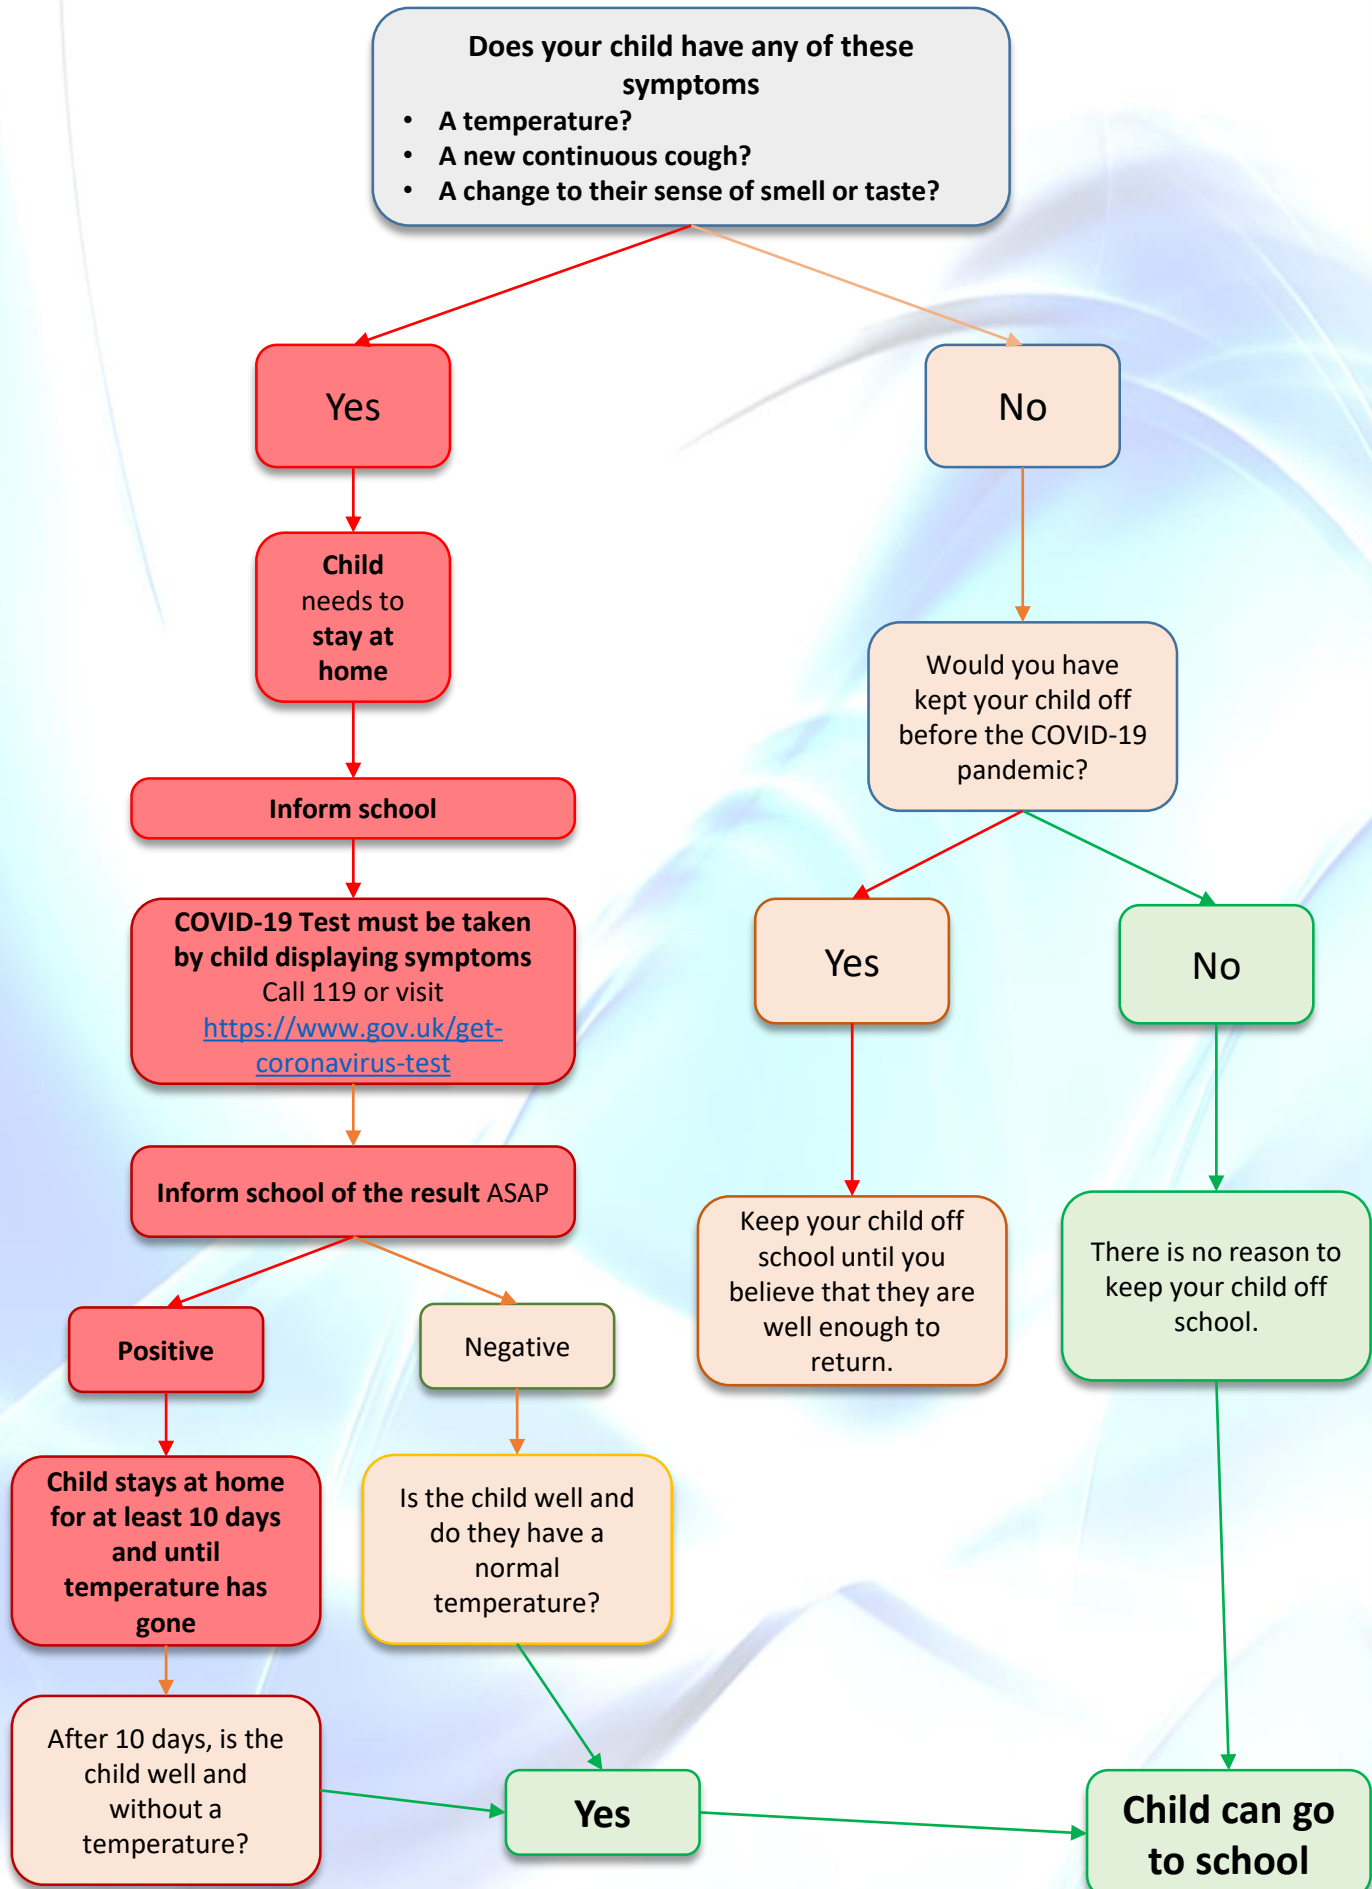 Does your child have any of these
symptoms
• A temperature?
• A new continuous cough?
• A change to their sense of smell or taste?
Yes
No
Child
needs to
stay at
home
Would you have
kept your child off
before the COVID-19
pandemic?
Inform school
COVID-19 Test must be taken
by child displaying symptoms
Call 119 or visit
https://www.gov.uk/get-
coronavirus-test
Yes
No
Inform school of the result ASAP
Keep your child off
school until you
believe that they are
well enough to
return.
There is no reason to
keep your child off
school.
Positive
Negative
Child stays at home
for at least 10 days
and until
temperature has
gone
Is the child well and
do they have a
normal
temperature?
After 10 days, is the
child well and
without a
temperature?
Yes
Child can go
to school